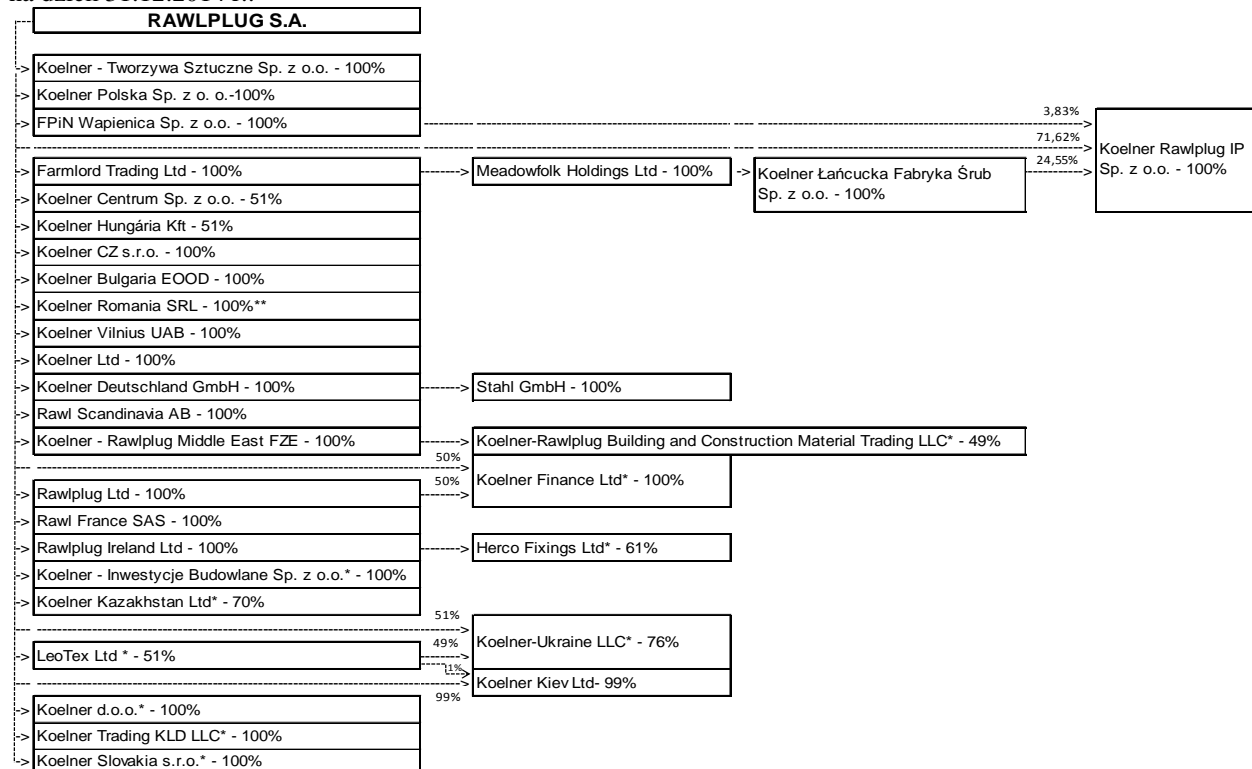 RAWLPLUG S.A.
Koelner - Tworzywa Sztuczne Sp. z o.o. - 100%
Koelner Polska Sp. z o. o.-100%
FPiN Wapienica Sp. z o.o. - 100%
3,83%
71,62%
24,55%
Koelner Rawlplug IP
Sp. z o.o. - 100%
Farmlord Trading Ltd - 100%
Meadowfolk Holdings Ltd - 100%
Koelner Łańcucka Fabryka Śrub
Sp. z o.o. - 100%
Koelner Centrum Sp. z o.o. - 51%
Koelner Hungária Kft - 51%
Koelner CZ s.r.o. - 100%
Koelner Bulgaria EOOD - 100%
Koelner Romania SRL - 100%**
Koelner Vilnius UAB - 100%
Koelner Ltd - 100%
Koelner Deutschland GmbH - 100%
Stahl GmbH - 100%
Rawl Scandinavia AB - 100%
Koelner - Rawlplug Middle East FZE - 100%
Koelner-Rawlplug Building and Construction Material Trading LLC* - 49%
50%
50%
Koelner Finance Ltd* - 100%
Rawlplug Ltd - 100%
Rawl France SAS - 100%
Rawlplug Ireland Ltd - 100%
Herco Fixings Ltd* - 61%
Koelner - Inwestycje Budowlane Sp. z o.o.* - 100%
Koelner Kazakhstan Ltd* - 70%
51%
49%
Koelner-Ukraine LLC* - 76%
LeoTex Ltd * - 51%
1%
Koelner Kiev Ltd- 99%
99%
Koelner d.o.o.* - 100%
Koelner Trading KLD LLC* - 100%
Koelner Slovakia s.r.o.* - 100%